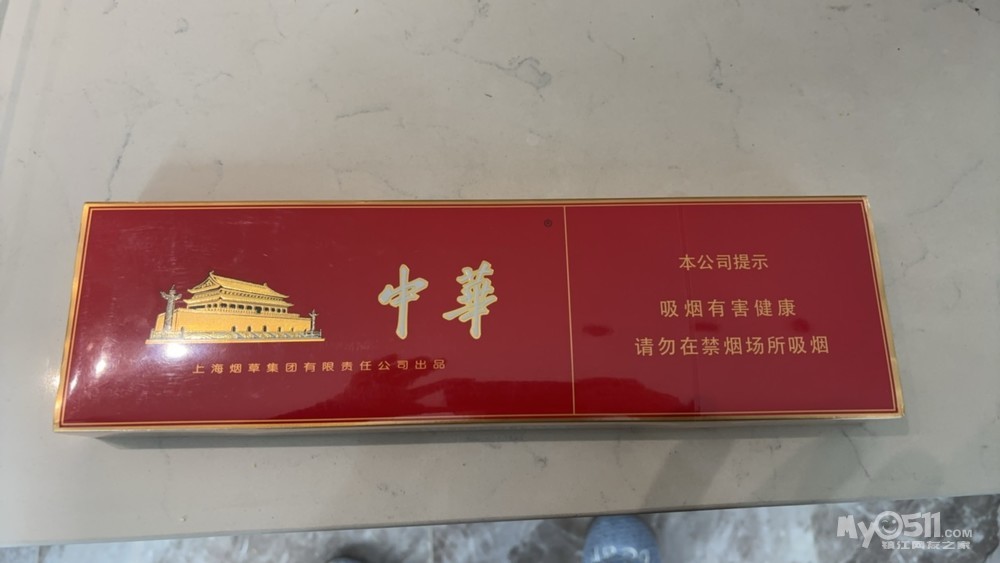 ®
中華
上海烟草集团有限责任公司出品
本公司提示
吸烟有害健康
请勿在禁烟场所吸烟
MY0511.COM
镇江网友之家